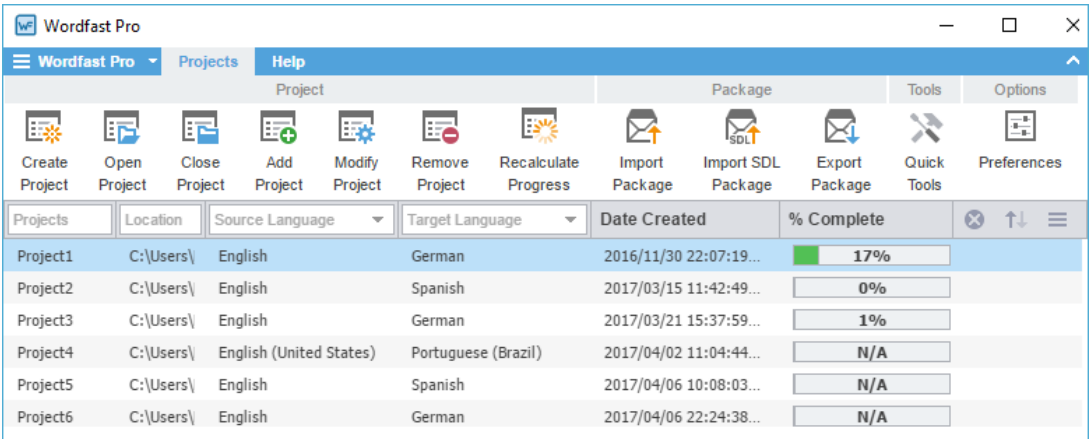 WF Wordfast Pro
Wordfast Pro Projects Help
Project Package Tools Options
Create Project
Open Project
Close Project
Add Project
Modify Project
Remove Project
Recalculate Progress
Import Package
SDL
Import SDL Package
Export Package
Quick Tools
Preferences
Projects Location Source Language Target Language Date Created % Complete
Project1 C:\Users\ English German 2016/11/30 22:07:19... 17%
Project2 C:\Users\ English Spanish 2017/03/15 11:42:49... 0%
Project3 C:\Users\ English German 2017/03/21 15:37:59... 1%
Project4 C:\Users\ English (United States) Portuguese (Brazil) 2017/04/02 11:04:44... N/A
Project5 C:\Users\ English Spanish 2017/04/06 10:08:03... N/A
Project6 C:\Users\ English German 2017/04/06 22:24:38... N/A